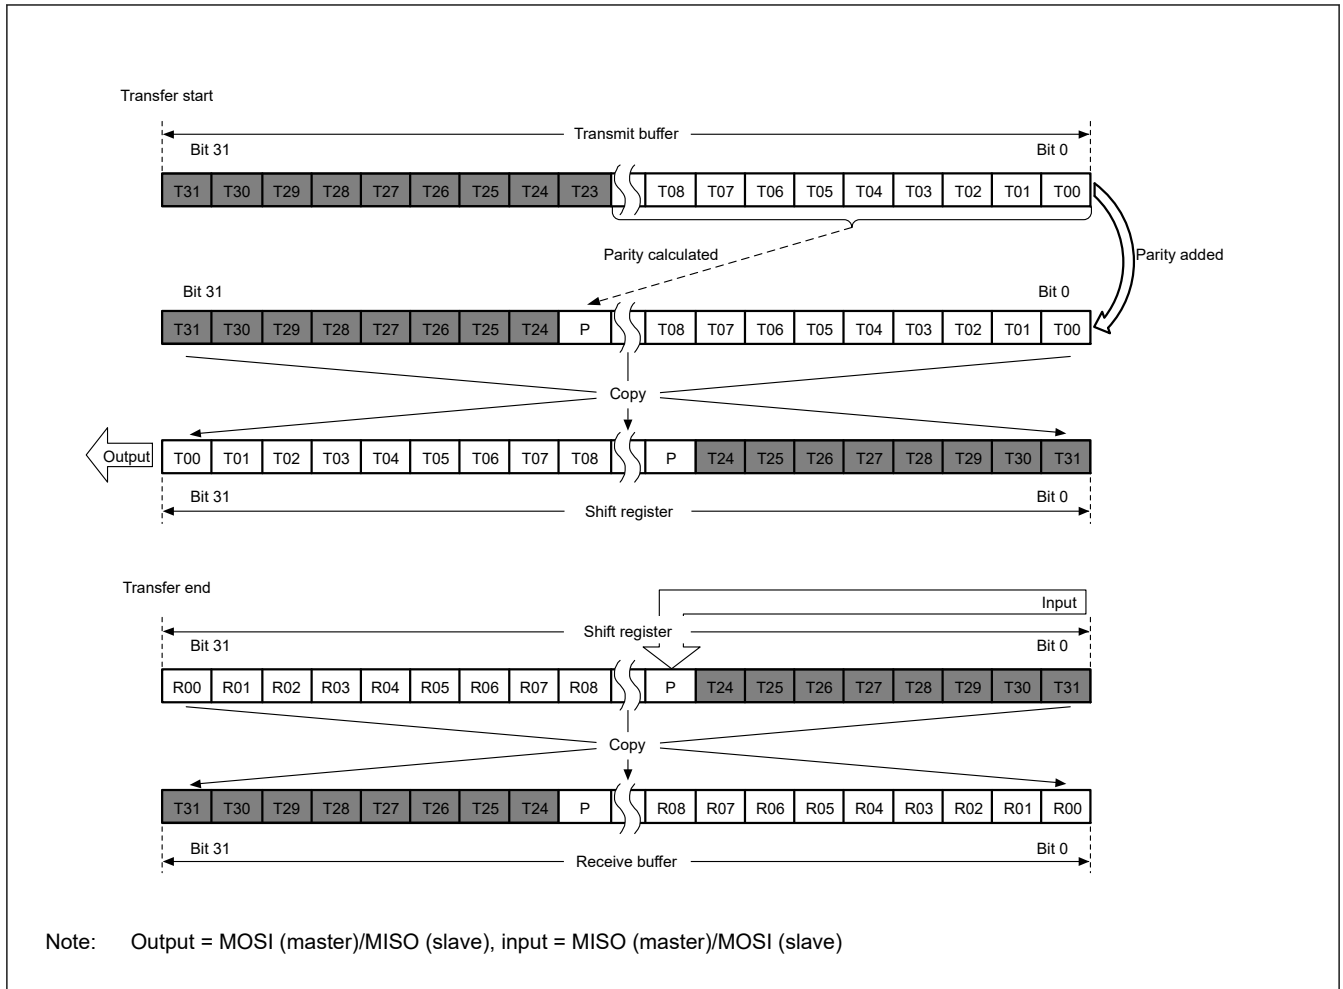 Transfer start
Transmit buffer
Bit 31 Bit 0
T31 T30 T29 T28 T27 T26 T25 T24 T23 T08 T07 T06 T05 T04 T03 T02 T01 T00
Parity calculated Parity added
Bit 31 Bit 0
T31 T30 T29 T28 T27 T26 T25 T24 P T08 T07 T06 T05 T04 T03 T02 T01 T00
Copy
Output T00 T01 T02 T03 T04 T05 T06 T07 T08 P T24 T25 T26 T27 T28 T29 T30 T31
Bit 31 Bit 0
Shift register
Transfer end
Input
Shift register
Bit 31 Bit 0
R00 R01 R02 R03 R04 R05 R06 R07 R08 P T24 T25 T26 T27 T28 T29 T30 T31
Copy
T31 T30 T29 T28 T27 T26 T25 T24 P R08 R07 R06 R05 R04 R03 R02 R01 R00
Bit 31 Bit 0
Receive buffer
Note: Output = MOSI (master)/MISO (slave), input = MISO (master)/MOSI (slave)